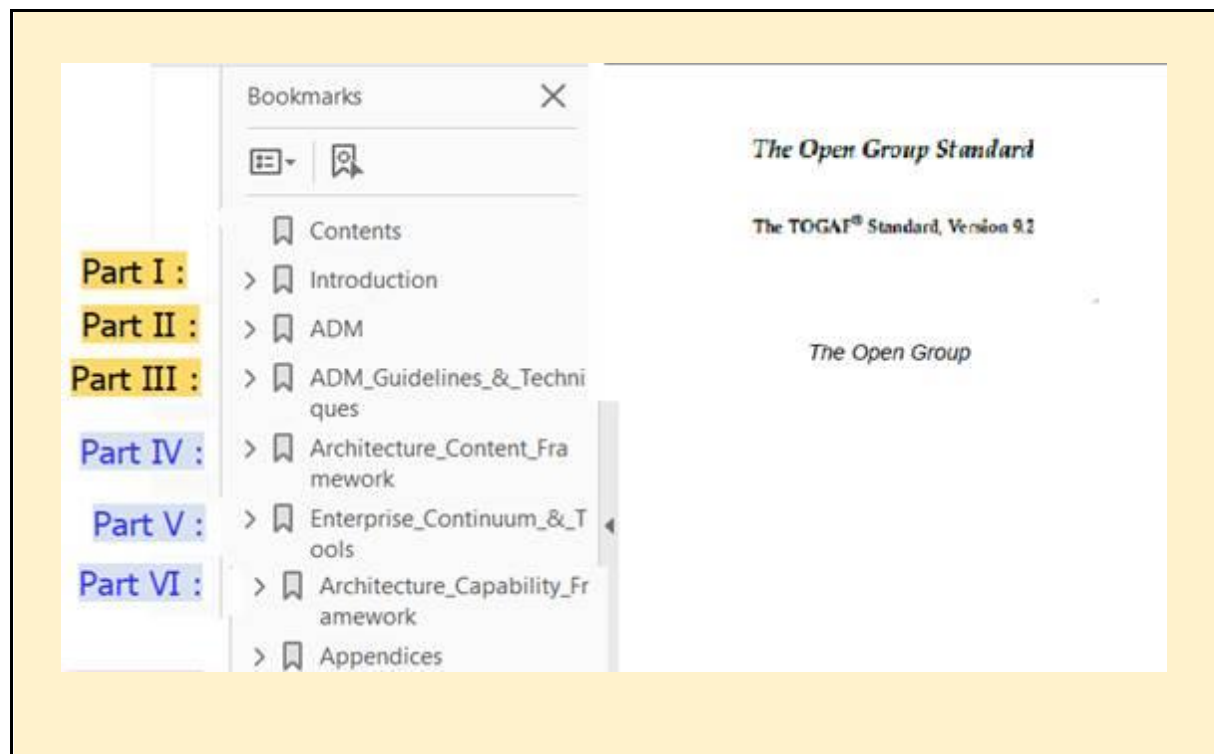 Bookmarks
Contents
Part I :
Introduction
Part II :
ADM
Part III :
ADM_Guidelines_&_Techni
ques
Part IV :
Architecture_Content_Fra
mework
Part V :
Enterprise_Continuum_&_T
ools
Part VI :
Architecture_Capability_Fr
amework
Appendices
The Open Group Standard
The TOGAF® Standard, Version 9.2
The Open Group